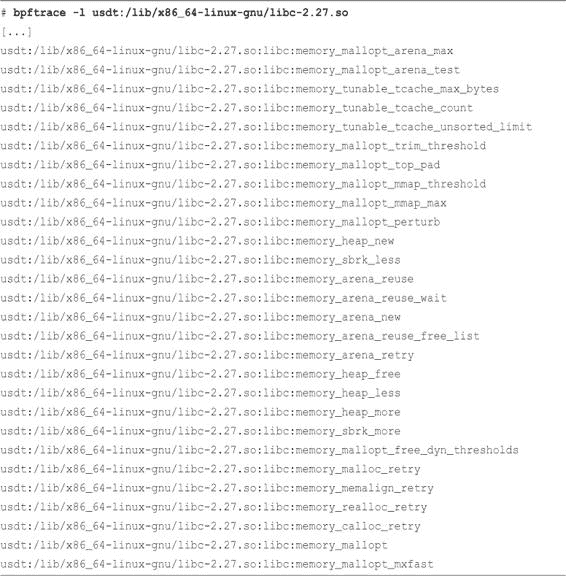 # bpftrace -l usdt:/lib/x86_64-linux-gnu/libc-2.27.so
[...]
usdt:/lib/x86_64-linux-gnu/libc-2.27.so:libc:memory_mallopt_arena_max
usdt:/lib/x86_64-linux-gnu/libc-2.27.so:libc:memory_mallopt_arena_test
usdt:/lib/x86_64-linux-gnu/libc-2.27.so:libc:memory_tunable_tcache_max_bytes
usdt:/lib/x86_64-linux-gnu/libc-2.27.so:libc:memory_tunable_tcache_count
usdt:/lib/x86_64-linux-gnu/libc-2.27.so:libc:memory_tunable_tcache_unsorted_limit
usdt:/lib/x86_64-linux-gnu/libc-2.27.so:libc:memory_mallopt_trim_threshold
usdt:/lib/x86_64-linux-gnu/libc-2.27.so:libc:memory_mallopt_top_pad
usdt:/lib/x86_64-linux-gnu/libc-2.27.so:libc:memory_mallopt_mmap_threshold
usdt:/lib/x86_64-linux-gnu/libc-2.27.so:libc:memory_mallopt_mmap_max
usdt:/lib/x86_64-linux-gnu/libc-2.27.so:libc:memory_mallopt_perturb
usdt:/lib/x86_64-linux-gnu/libc-2.27.so:libc:memory_heap_new
usdt:/lib/x86_64-linux-gnu/libc-2.27.so:libc:memory_sbrk_less
usdt:/lib/x86_64-linux-gnu/libc-2.27.so:libc:memory_arena_reuse
usdt:/lib/x86_64-linux-gnu/libc-2.27.so:libc:memory_arena_reuse_wait
usdt:/lib/x86_64-linux-gnu/libc-2.27.so:libc:memory_arena_new
usdt:/lib/x86_64-linux-gnu/libc-2.27.so:libc:memory_arena_reuse_free_list
usdt:/lib/x86_64-linux-gnu/libc-2.27.so:libc:memory_arena_retry
usdt:/lib/x86_64-linux-gnu/libc-2.27.so:libc:memory_heap_free
usdt:/lib/x86_64-linux-gnu/libc-2.27.so:libc:memory_heap_less
usdt:/lib/x86_64-linux-gnu/libc-2.27.so:libc:memory_heap_more
usdt:/lib/x86_64-linux-gnu/libc-2.27.so:libc:memory_sbrk_more
usdt:/lib/x86_64-linux-gnu/libc-2.27.so:libc:memory_mallopt_free_dyn_thresholds
usdt:/lib/x86_64-linux-gnu/libc-2.27.so:libc:memory_malloc_retry
usdt:/lib/x86_64-linux-gnu/libc-2.27.so:libc:memory_memalign_retry
usdt:/lib/x86_64-linux-gnu/libc-2.27.so:libc:memory_realloc_retry
usdt:/lib/x86_64-linux-gnu/libc-2.27.so:libc:memory_calloc_retry
usdt:/lib/x86_64-linux-gnu/libc-2.27.so:libc:memory_mallopt
usdt:/lib/x86_64-linux-gnu/libc-2.27.so:libc:memory_mallopt_mxfast